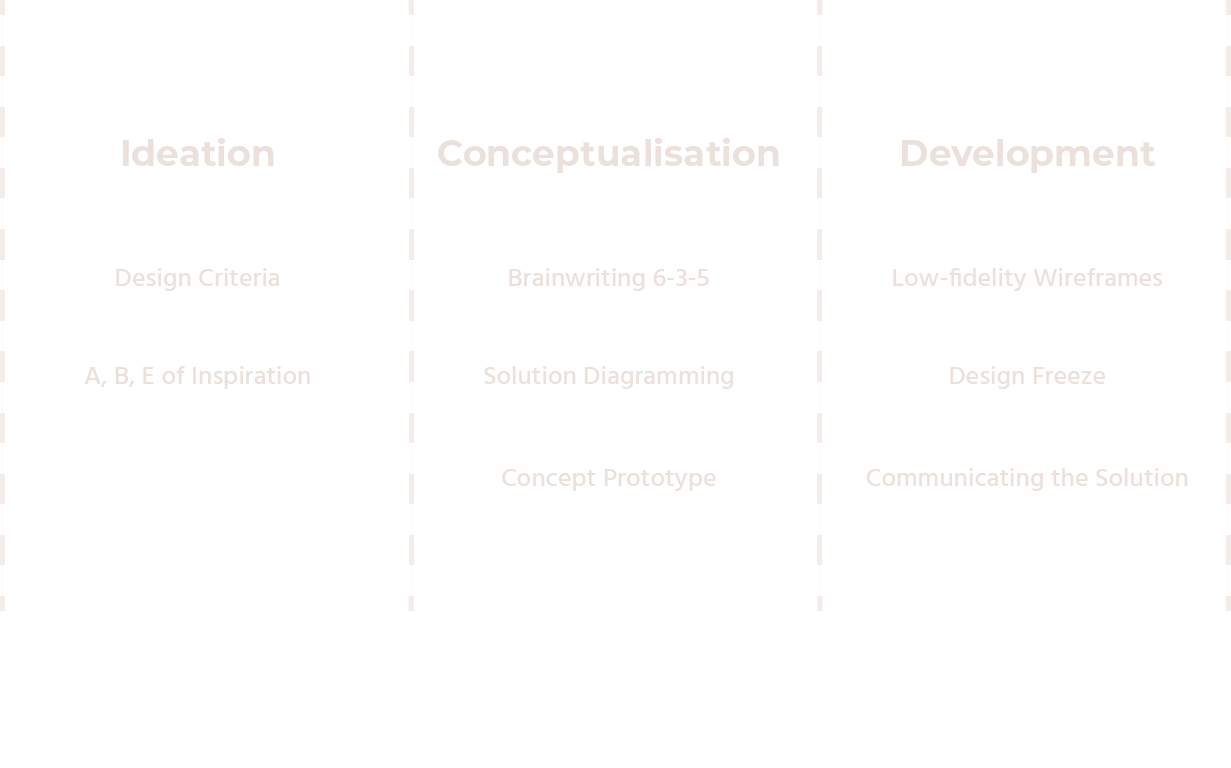 Ideation
Design Criteria
A, B, E of Inspiration
Conceptualisation
Brainwriting 6-3-5
Solution Diagramming
Concept Prototype
Development
Low-fidelity Wireframes
Design Freeze
Communicating the Solution